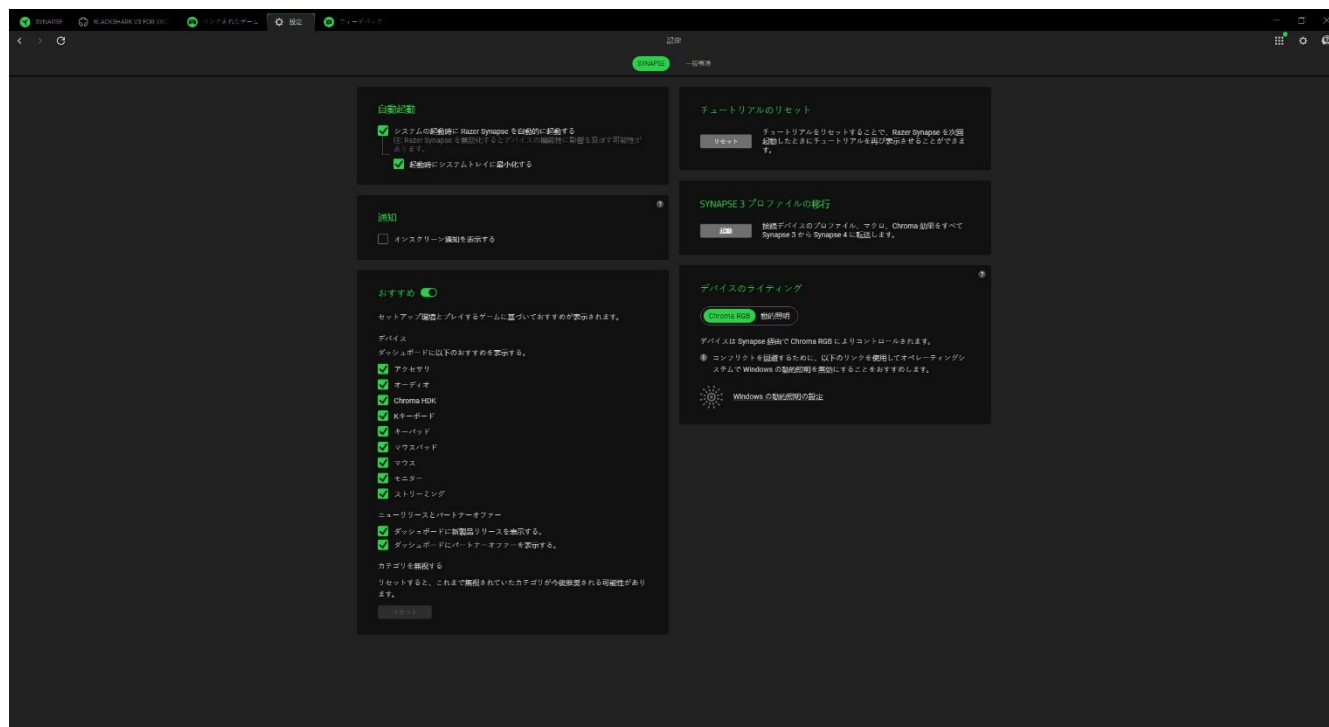 SYNAPSE
BLACKSHARK V3 FOR XBO
リンクされたゲーム
設定
フィードバック
設定
SYNAPSE
一般事項
自動起動
システムの起動時に Razer Synapse を自動的に起動する
注: Razer Synapse を無効化するとデバイスの機能性に影響を及ぼす可能性が
あります。
起動時にシステムトレイに最小化する
通知
オンスクリーン通知を表示する
おすすめ
セットアップ環境とプレイするゲームに基づいておすすめが表示されます。
デバイス
ダッシュボードに以下のおすすめを表示する。
アクセサリ
オーディオ
Chroma HDK
Kキーボード
キーパッド
マウスパッド
マウス
モニター
ストリーミング
ニューリリースとパートナーオファー
ダッシュボードに新製品リリースを表示する。
ダッシュボードにパートナーオファーを表示する。
カテゴリを無視する
リセットすると、これまで無視されていたカテゴリが今後推奨される可能性があり
ます。
リセット
チュートリアルのリセット
リセット
チュートリアルをリセットすることで、Razer Synapse を次回
起動したときにチュートリアルを再び表示させることができま
す。
SYNAPSE 3 プロファイルの移行
起動
接続デバイスのプロファイル、マクロ、Chroma 効果をすべて
Synapse 3 から Synapse 4 に転送します。
デバイスのライティング
Chroma RGB
動的照明
デバイスは Synapse 経由で Chroma RGB によりコントロールされます。
コンフリクトを回避するために、以下のリンクを使用してオペレーティングシ
ステムで Windows の動的照明を無効にすることをおすすめします。
Windows の動的照明の設定